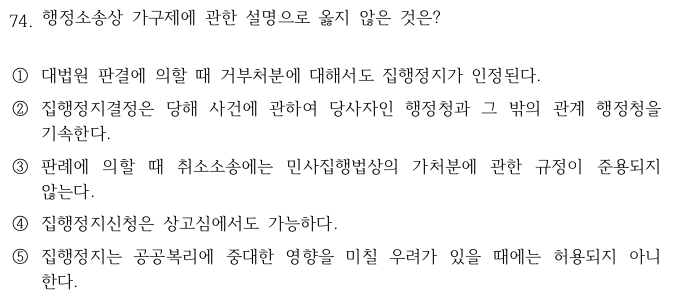 74. 행정소송상 가구제에 관한 설명으로 옳지 않은 것은?
① 대법원 판결에 의할 때 거부처분에 대해서도 집행정지가 인정된다.
② 집행정지결정은 당해 사건에 관하여 당사자인 행정청과 그 밖의 관계 행정청을
기속한다.
③ 판례에 의할 때 취소소송에는 민사집행법상의 가처분에 관한 규정이 준용되지
않는다.
④ 집행정지신청은 상고심에서도 가능하다.
⑤ 집행정지는 공공복리에 중대한 영향을 미칠 우려가 있을 때에는 허용되지 아니
한다.